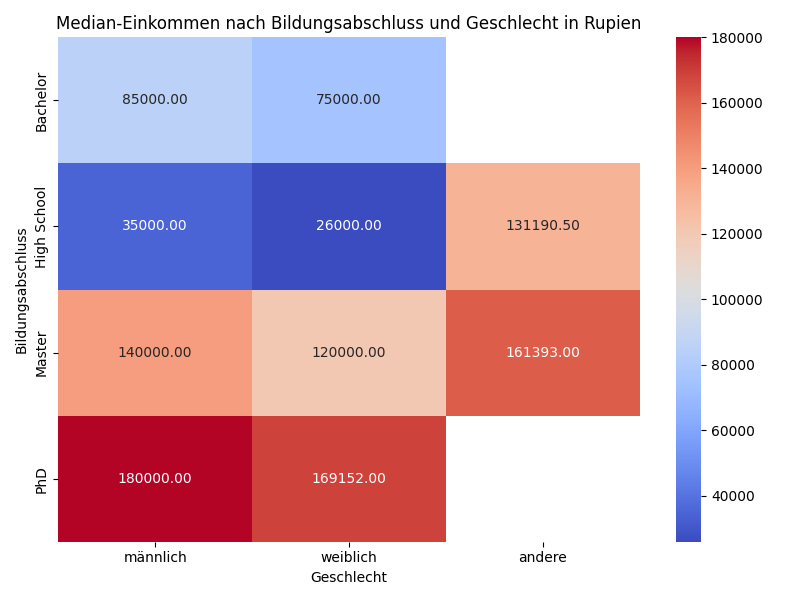 Median-Einkommen nach Bildungsabschluss und Geschlecht in Rupien
Bildungsabschluss
Bachelor
85000.00 75000.00
High School
35000.00 26000.00 131190.50
Master
140000.00 120000.00 161393.00
PhD
180000.00 169152.00
männlich weiblich andere
Geschlecht
180000
160000
140000
120000
100000
80000
60000
40000